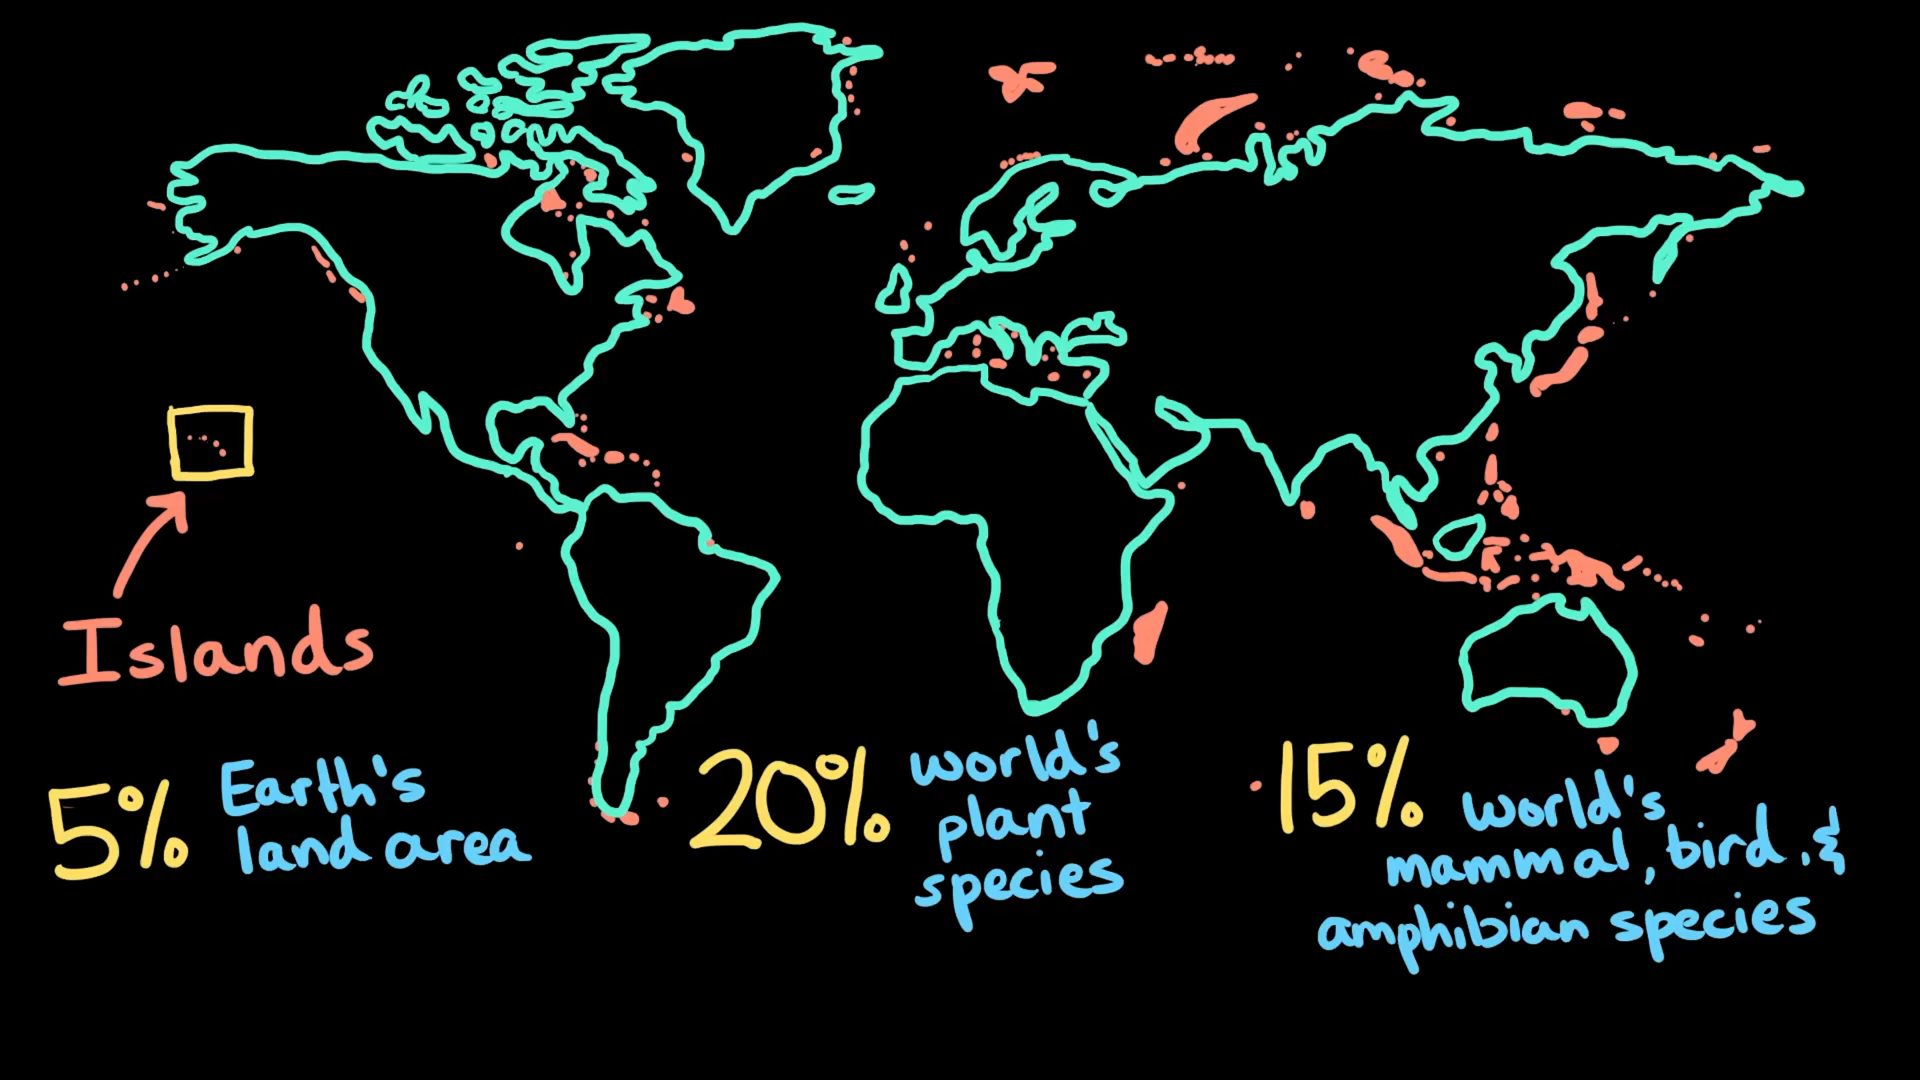 Islands
5% Earth's
land area
20% world's
plant
species
15% world's
mammal, bird, &
amphibian species